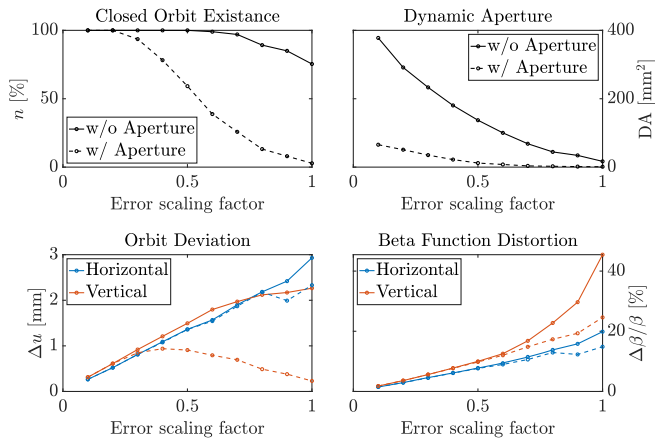 Closed Orbit Existance
100
50
0
n [%]
w/o Aperture
w/ Aperture
0
0.5
1
Error scaling factor
Dynamic Aperture
w/o Aperture
w/ Aperture
400
200
0
DA [mm²]
0
0.5
1
Error scaling factor
Orbit Deviation
3
2
1
0
Δu [mm]
Horizontal
Vertical
0
0.5
1
Error scaling factor
Beta Function Distortion
Horizontal
Vertical
40
20
0
Δβ/β [%]
0
0.5
1
Error scaling factor